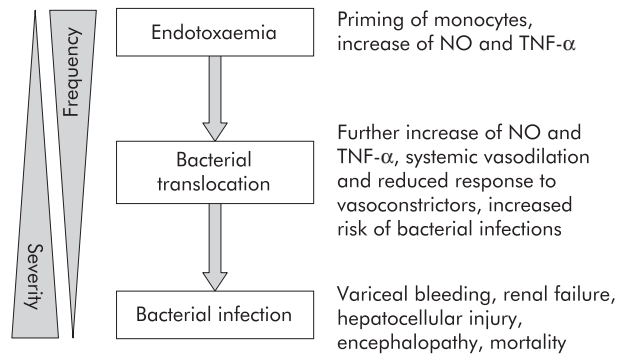 Frequency
Severity
Endotoxaemia
Priming of monocytes,
increase of NO and TNF-α
Bacterial
translocation
Further increase of NO and
TNF-α, systemic vasodilation
and reduced response to
vasoconstrictors, increased
risk of bacterial infections
Bacterial infection
Variceal bleeding, renal failure,
hepatocellular injury,
encephalopathy, mortality